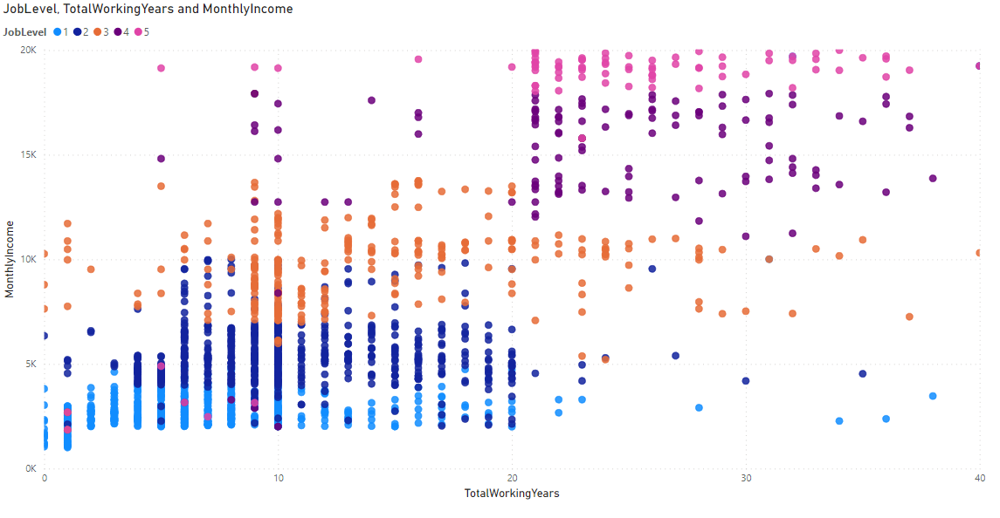 JobLevel, TotalWorkingYears and MonthlyIncome
JobLevel 1 2 3 4 5
20K
15K
10K
5K
0K
MonthlyIncome
0 10 20 30 40
TotalWorkingYears